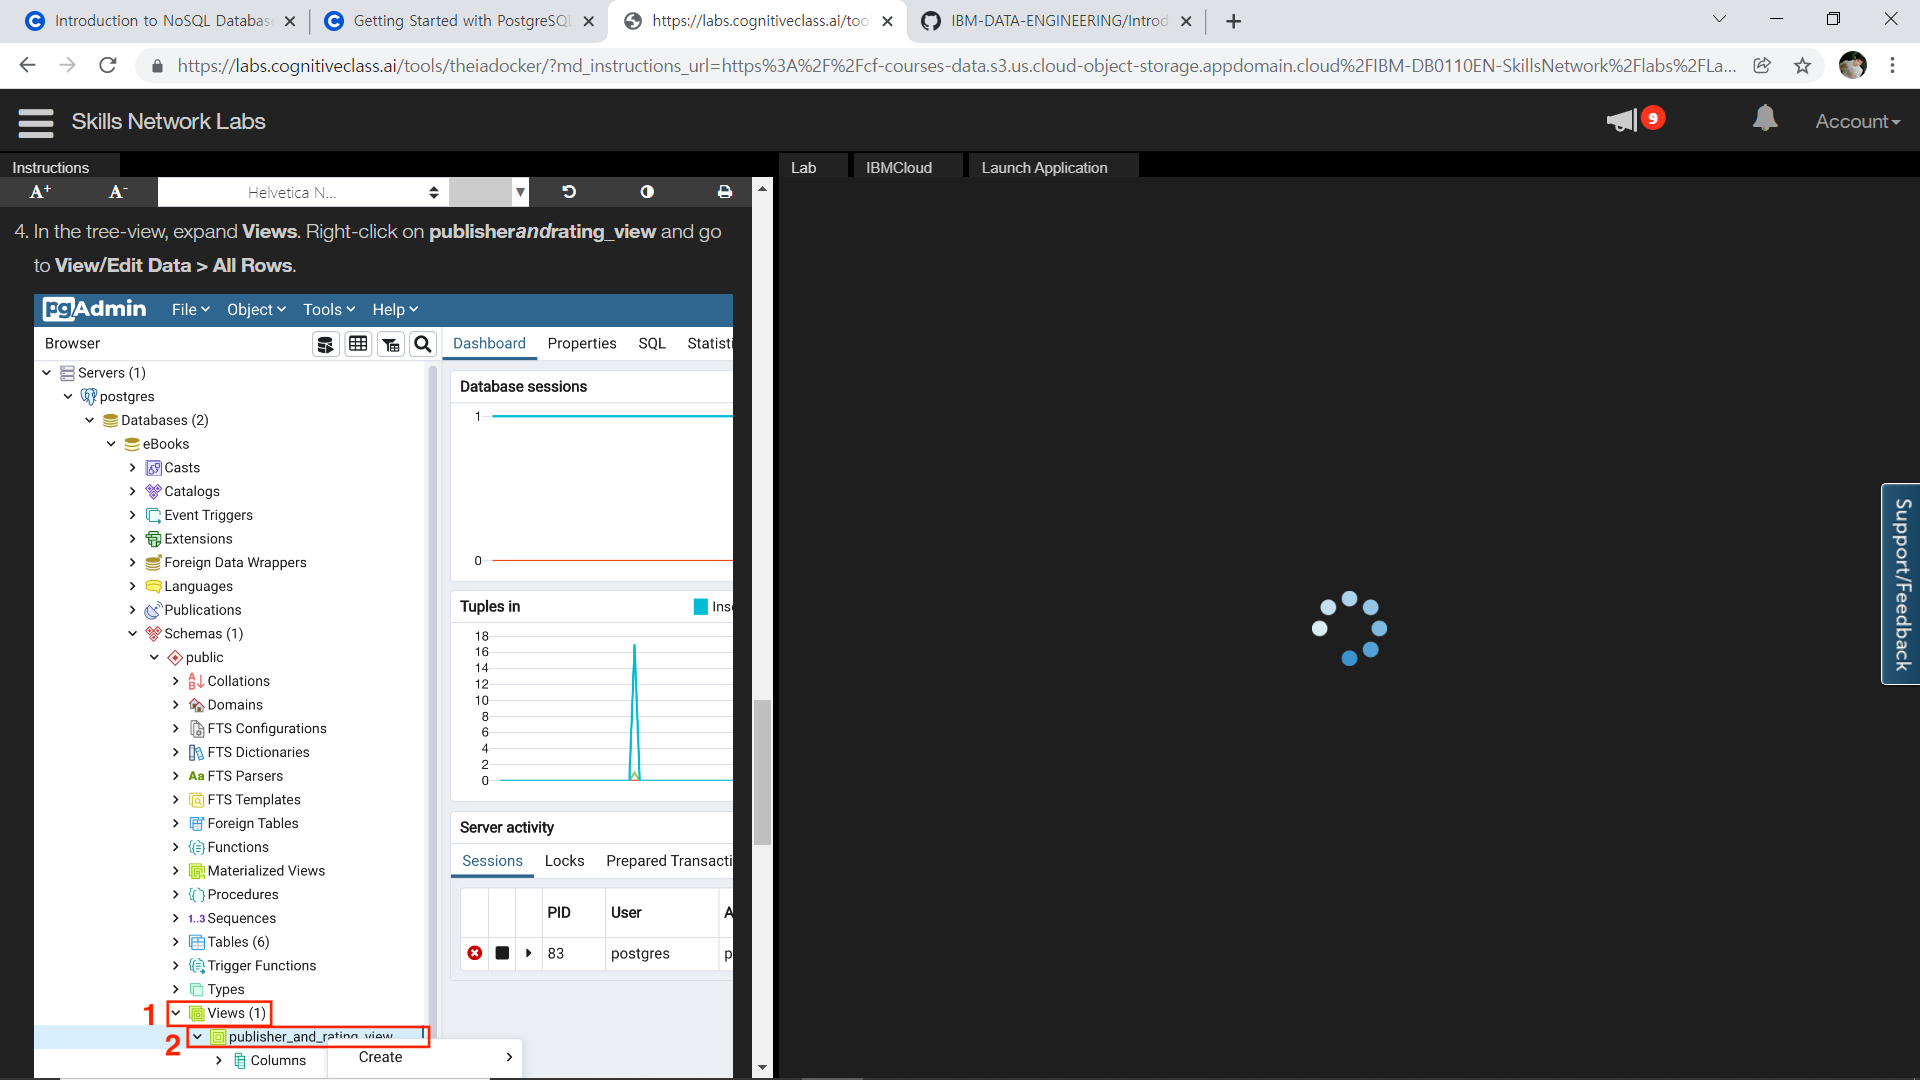 Introduction to NoSQL Databas
Getting Started with PostgreSQL
https://labs.cognitiveclass.ai/tool
IBM-DATA-ENGINEERING/Introd
https://labs.cognitiveclass.ai/tools/theiadocker/?md_instructions_url=https%3A%2F%2Fcf-courses-data.s3.us.cloud-object-storage.appdomain.cloud%2FIBM-DB0110EN-SkillsNetwork%2Flabs%2FLa...
Skills Network Labs
9
Account
Instructions
Lab
IBMCloud
Launch Application
A+
A-
Helvetica N...
4. In the tree-view, expand Views. Right-click on publisherandrating_view and go
to View/Edit Data > All Rows.
pgAdmin
File
Object
Tools
Help
Browser
Dashboard
Properties
SQL
Statisti
Servers (1)
postgres
Databases (2)
eBooks
Casts
Catalogs
Event Triggers
Extensions
Foreign Data Wrappers
Languages
Publications
Schemas (1)
public
Collations
Domains
FTS Configurations
FTS Dictionaries
Aa FTS Parsers
FTS Templates
Foreign Tables
Functions
Materialized Views
Procedures
1..3 Sequences
Tables (6)
Trigger Functions
Types
1
Views (1)
2
publisher_and_rating_view
Columns
Create
Database sessions
1
0
Tuples in
Inse
18
16
14
12
10
8
6
4
2
0
Server activity
Sessions
Locks
Prepared Transacti
PID
User
A
83
postgres
p
Support/Feedback